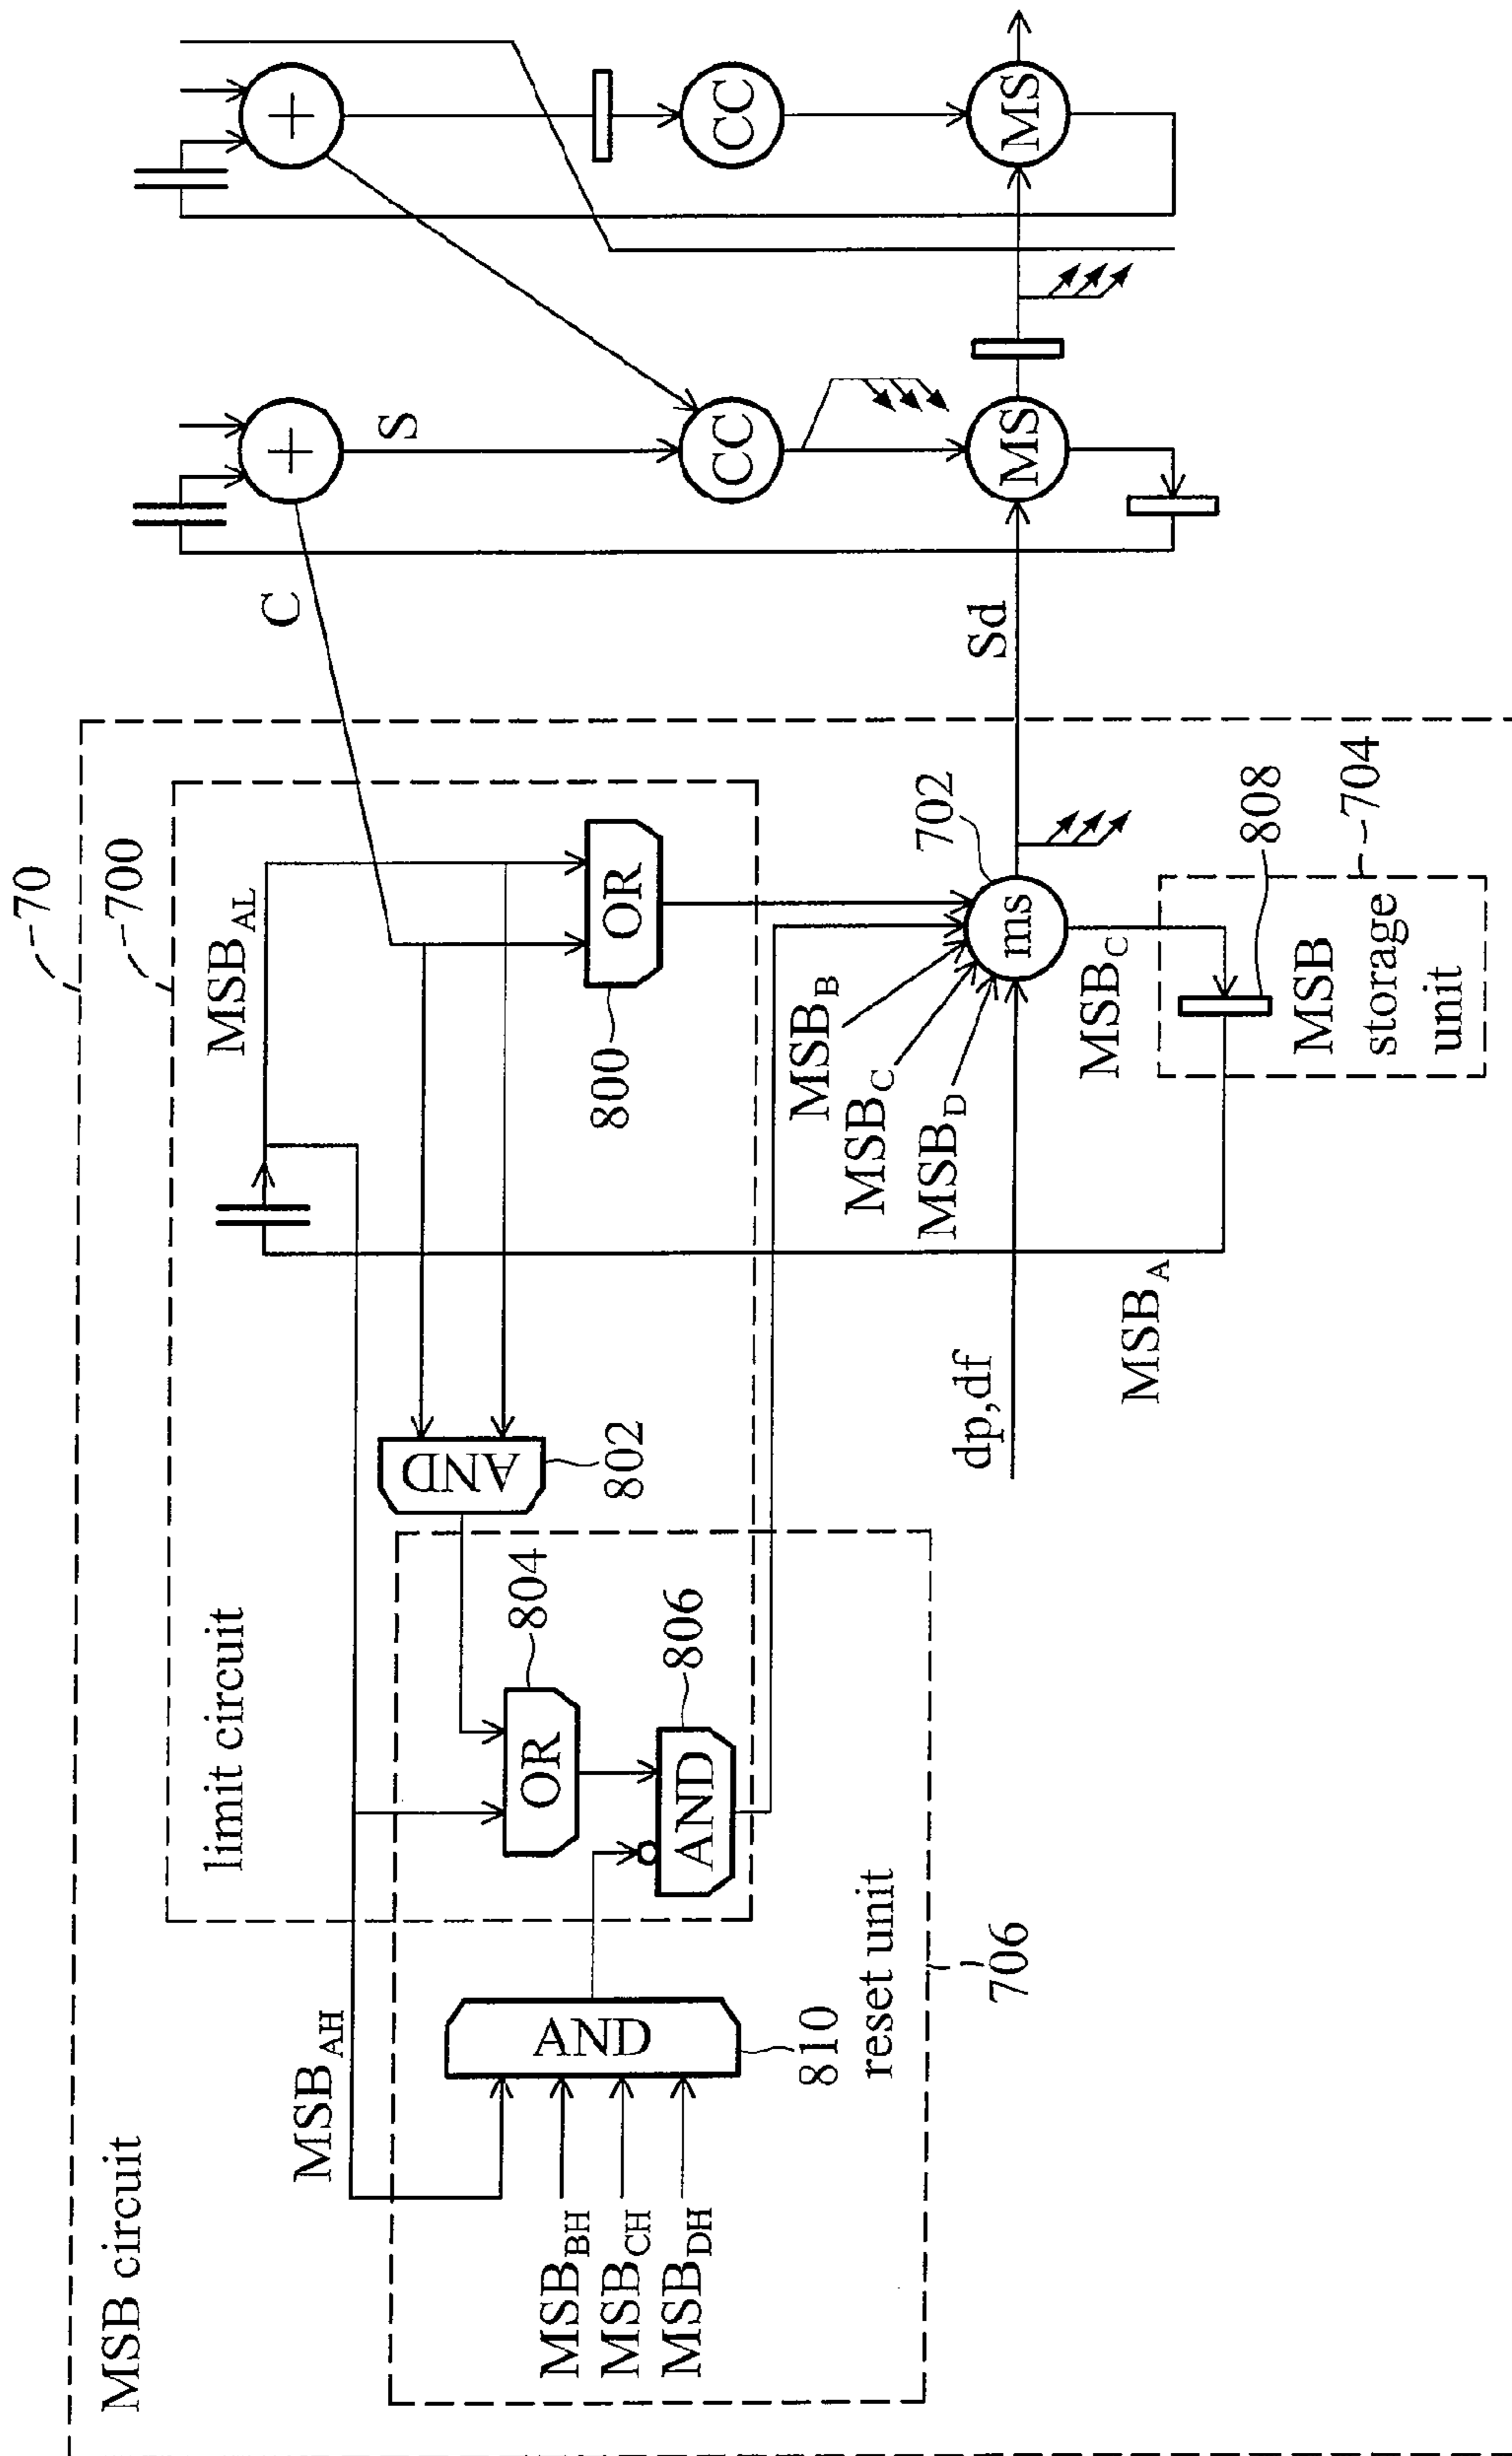 MSB circuit
70
limit circuit
700
MSB_AH
MSB_AL
C
S
+
+
AND
802
OR
800
OR
804
AND
806
AND
810
reset unit
706
MSB_BH
MSB_CH
MSB_DH
MSB_B
MSB_C
MSB_D
dp,df
MSB_A
ms
702
MSB_C
MSB
storage
unit
808
704
Sd
CC
CC
MS
MS